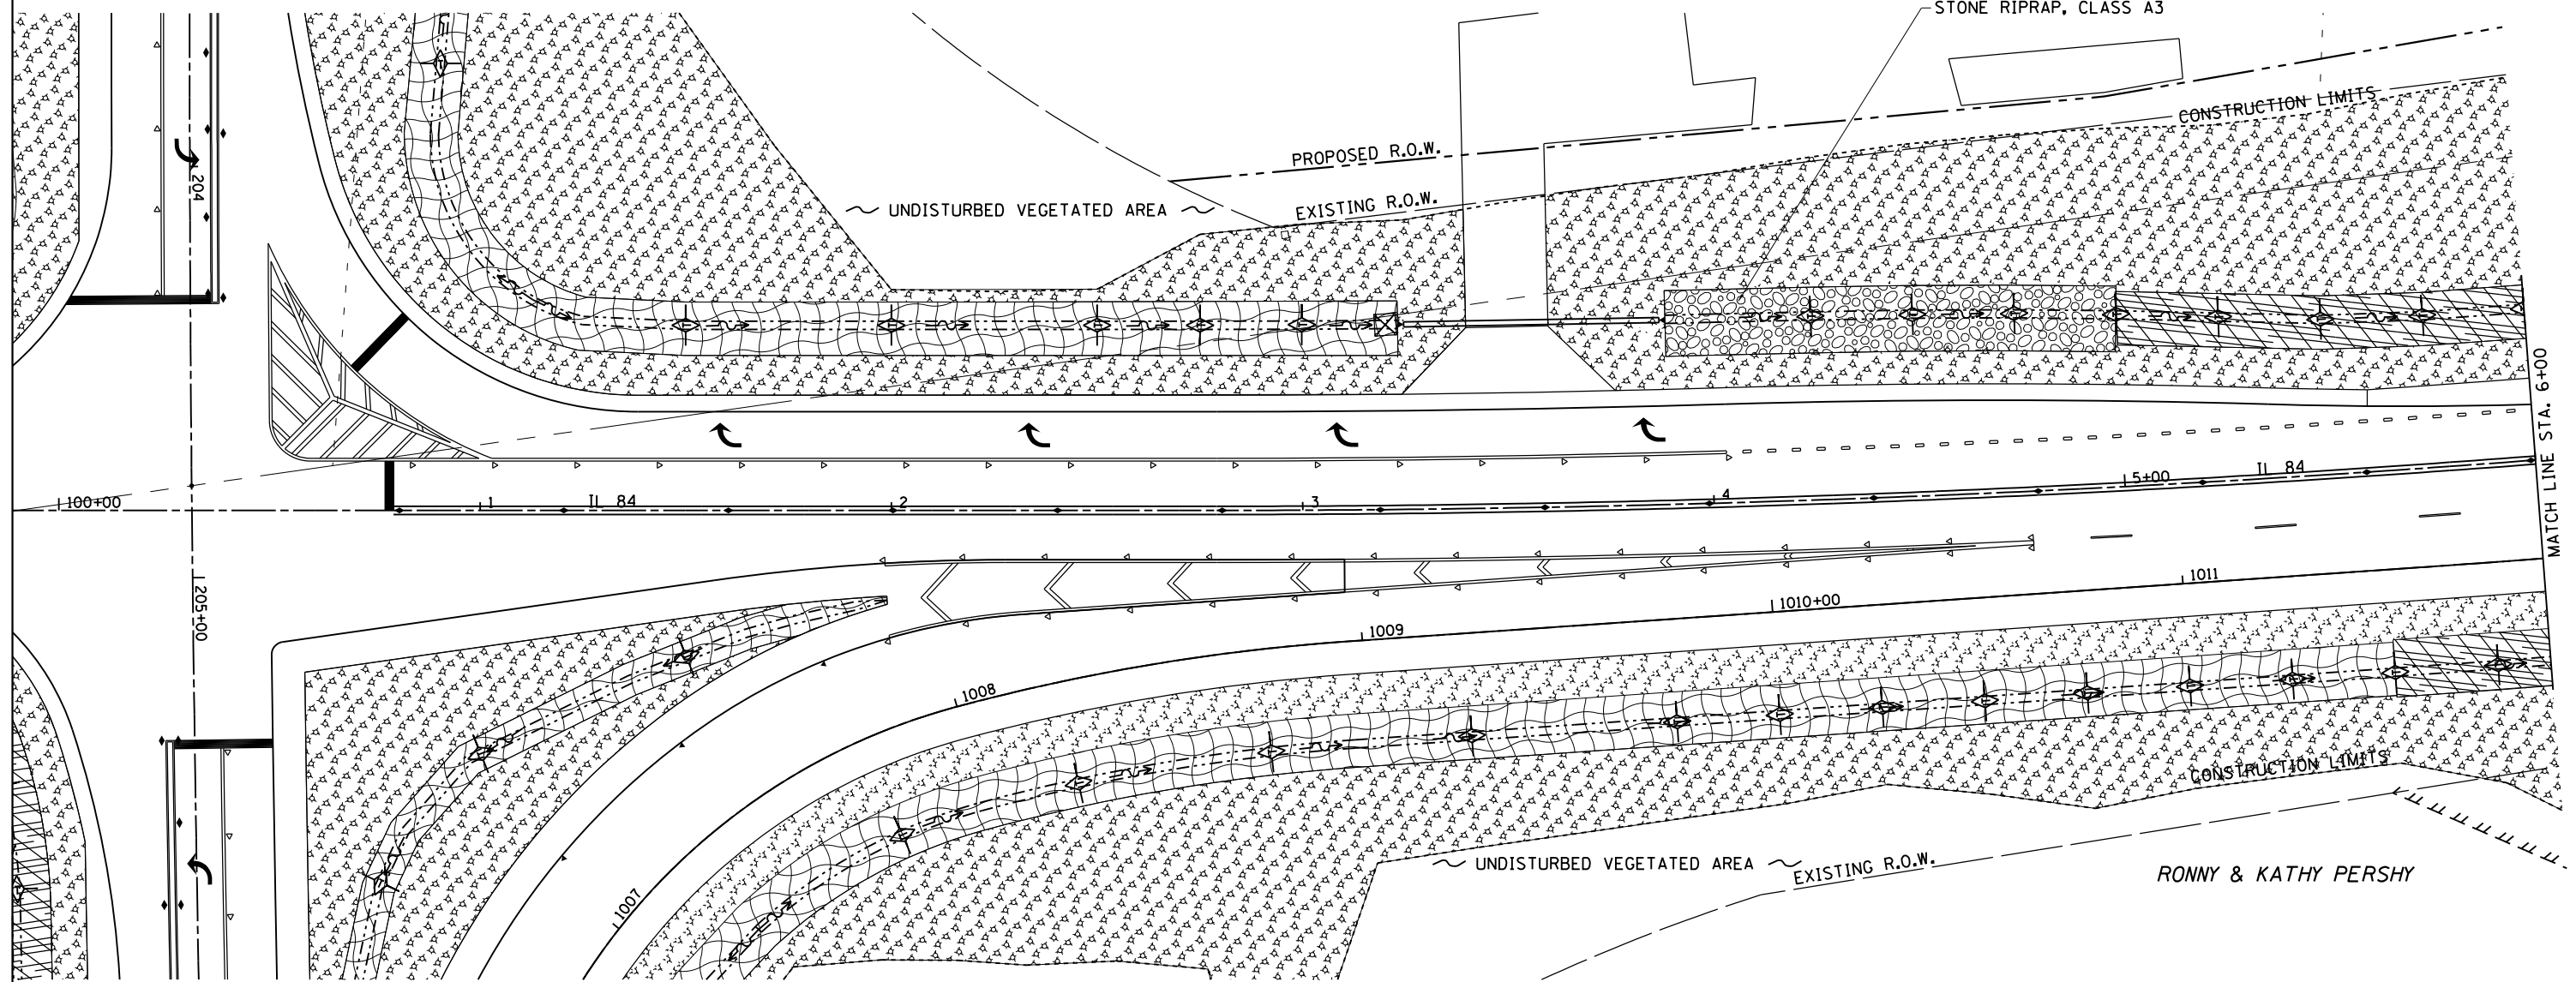 STONE RIPRAP, CLASS A3
CONSTRUCTION LIMITS
PROPOSED R.O.W.
204
UNDISTURBED VEGETATED AREA
EXISTING R.O.W.
MATCH LINE STA. 6+00
100+00
1
IL 84
2
3
4
5+00
IL 84
205+00
1011
1010+00
1009
1008
1007
CONSTRUCTION LIMITS
UNDISTURBED VEGETATED AREA
EXISTING R.O.W.
RONNY & KATHY PERSHY